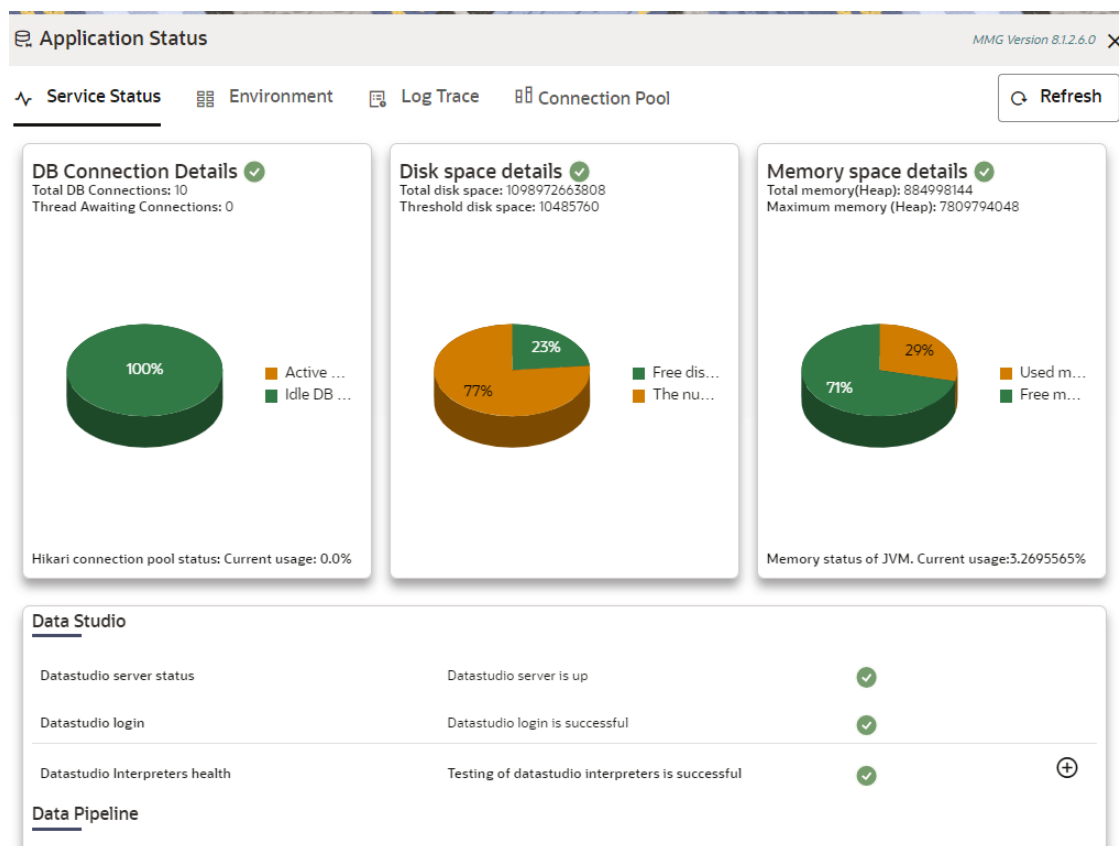 Application Status
MMG Version 8.1.2.6.0
Service Status
Environment
Log Trace
Connection Pool
Refresh
DB Connection Details
Total DB Connections: 10
Thread Awaiting Connections: 0
100%
Active ...
Idle DB ...
Hikari connection pool status: Current usage: 0.0%
Disk space details
Total disk space: 1098972663808
Threshold disk space: 10485760
23%
77%
Free dis...
The nu...
Memory space details
Total memory(Heap): 884998144
Maximum memory (Heap): 7809794048
29%
71%
Used m...
Free m...
Memory status of JVM. Current usage:3.2695565%
Data Studio
Datastudio server status
Datastudio server is up
Datastudio login
Datastudio login is successful
Datastudio Interpreters health
Testing of datastudio interpreters is successful
Data Pipeline